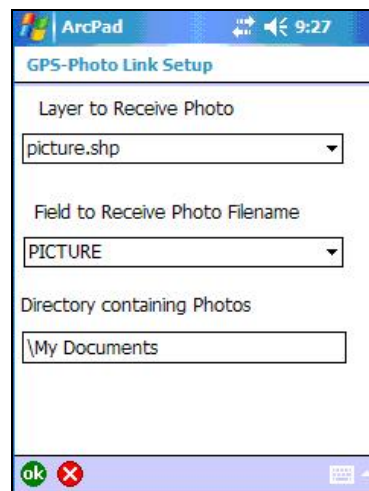 ArcPad 9:27
GPS-Photo Link Setup
Layer to Receive Photo
picture.shp
Field to Receive Photo Filename
PICTURE
Directory containing Photos
\My Documents
ok